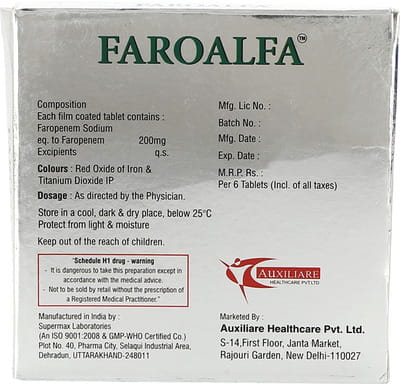 FAROALFA™
Composition
Each film coated tablet contains :
Faropenem Sodium
eq. to Faropenem 200mg
Excipients q.s.
Colours : Red Oxide of Iron &
Titanium Dioxide IP
Dosage : As directed by the Physician.
Store in a cool, dark & dry place, below 25°C
Protect from light & moisture
Keep out of the reach of children.
"Schedule H1 drug - warning
- It is dangerous to take this preparation except in
accordance with the medical advice.
- Not to be sold by retail without the prescription of
a Registered Medical Practitioner."
Manufactured in India by :
Supermax Laboratories
(An ISO 9001:2008 & GMP-WHO Certified Co.)
Plot No. 40, Pharma City, Selaqui Industrial Area,
Dehradun, UTTARAKHAND-248011
Mfg. Lic No. :
Batch No. :
Mfg. Date :
Exp. Date :
M.R.P. Rs. :
Per 6 Tablets (Incl. of all taxes)
AUXILIARE
HEALTHCARE PVT.LTD
Marketed By :
Auxiliare Healthcare Pvt. Ltd.
S-14,First Floor, Janta Market,
Rajouri Garden, New Delhi-110027